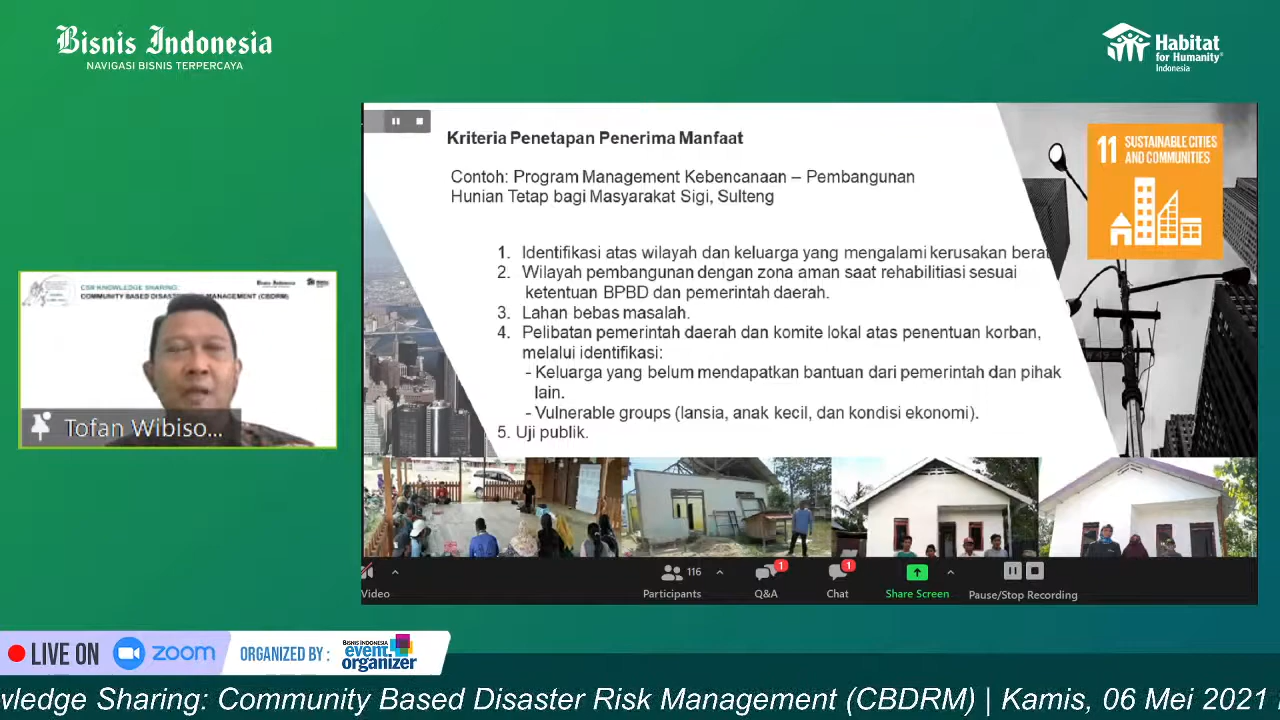 Bisnis Indonesia
NAVIGASI BISNIS TERPERCAYA
Habitat
for Humanity®
Indonesia
Kriteria Penetapan Penerima Manfaat
11 SUSTAINABLE CITIES
AND COMMUNITIES
Contoh: Program Management Kebencanaan – Pembangunan
Hunian Tetap bagi Masyarakat Sigi, Sulteng
1. Identifikasi atas wilayah dan keluarga yang mengalami kerusakan berat
2. Wilayah pembangunan dengan zona aman saat rehabilitiasi sesuai
ketentuan BPBD dan pemerintah daerah.
3. Lahan bebas masalah.
4. Pelibatan pemerintah daerah dan komite lokal atas penentuan korban,
melalui identifikasi:
- Keluarga yang belum mendapatkan bantuan dari pemerintah dan pihak
lain.
- Vulnerable groups (lansia, anak kecil, dan kondisi ekonomi).
5. Uji publik.
CSR KNOWLEDGE SHARING:
COMMUNITY BASED DISASTER MANAGEMENT (CBDRM)
Tofan Wibiso...
116
1
1
Video
Participants
Q&A
Chat
Share Screen
Pause/Stop Recording
LIVE ON
zoom
ORGANIZED BY :
BISNIS INDONESIA
event
organizer
wledge Sharing: Community Based Disaster Risk Management (CBDRM) | Kamis, 06 Mei 2021